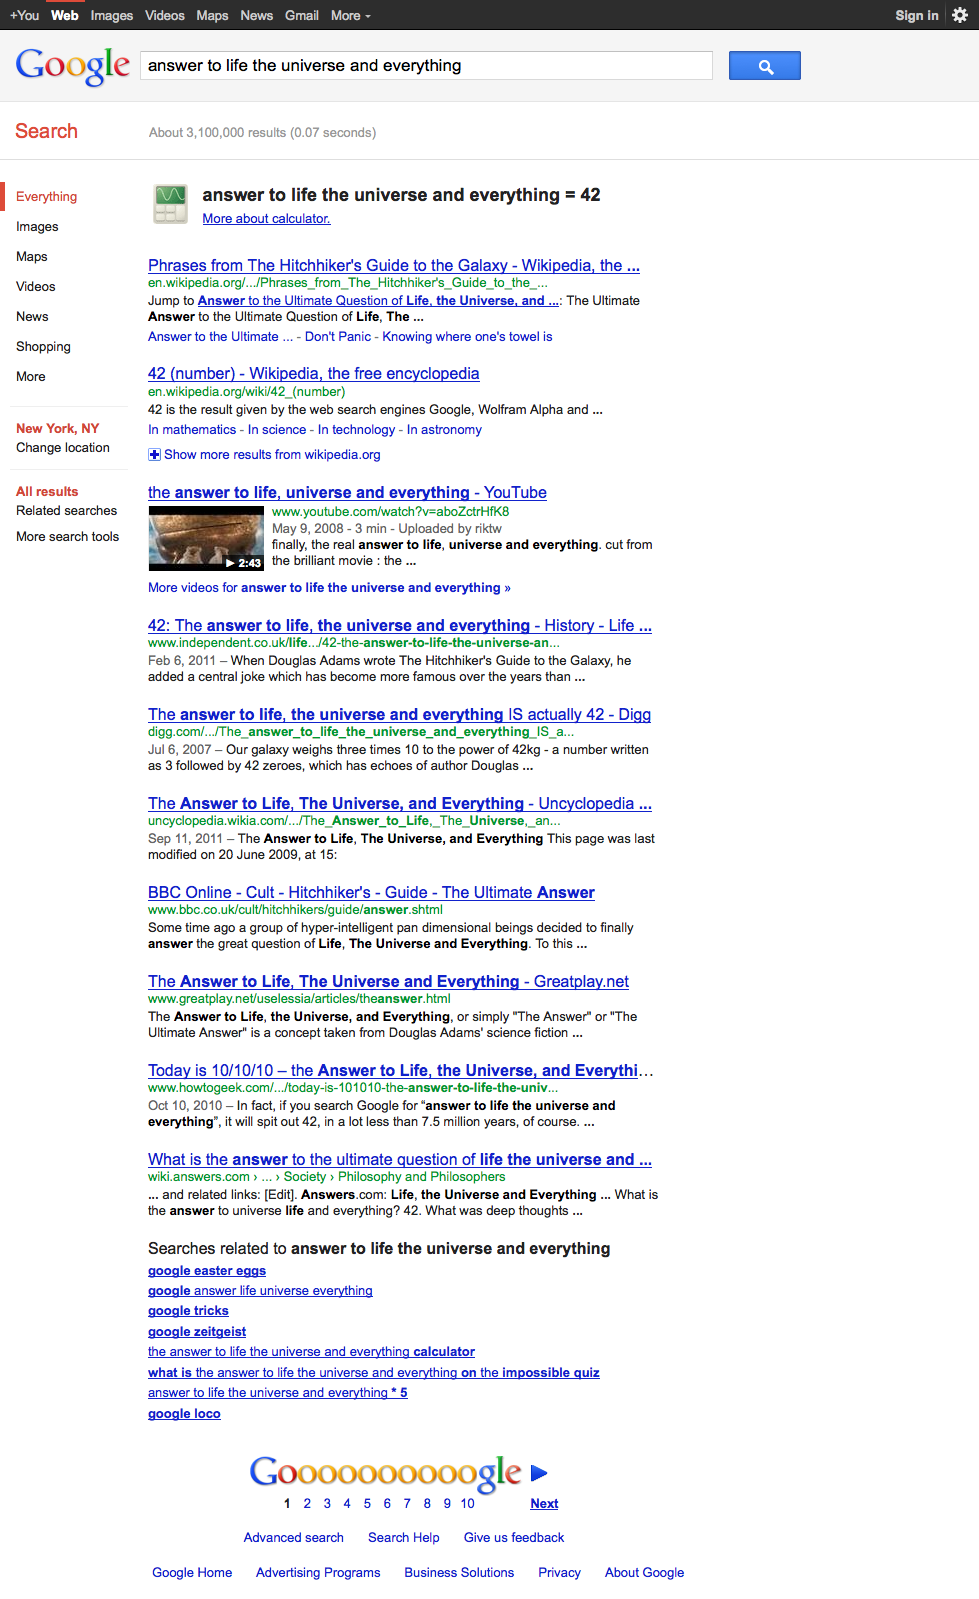 +You Web Images Videos Maps News Gmail More
Sign in
Google
answer to life the universe and everything
Search
About 3,100,000 results (0.07 seconds)
Everything
Images
Maps
Videos
News
Shopping
More
New York, NY
Change location
All results
Related searches
More search tools
answer to life the universe and everything = 42
More about calculator.
Phrases from The Hitchhiker's Guide to the Galaxy - Wikipedia, the ...
en.wikipedia.org/.../Phrases_from_The_Hitchhiker's_Guide_to_the_...
Jump to Answer to the Ultimate Question of Life, the Universe, and ...: The Ultimate
Answer to the Ultimate Question of Life, The ...
Answer to the Ultimate ... - Don't Panic - Knowing where one's towel is
42 (number) - Wikipedia, the free encyclopedia
en.wikipedia.org/wiki/42_(number)
42 is the result given by the web search engines Google, Wolfram Alpha and ...
In mathematics - In science - In technology - In astronomy
Show more results from wikipedia.org
the answer to life, universe and everything - YouTube
www.youtube.com/watch?v=aboZctrHfK8
May 9, 2008 - 3 min - Uploaded by riktw
finally, the real answer to life, universe and everything. cut from
the brilliant movie : the ...
2:43
More videos for answer to life the universe and everything »
42: The answer to life, the universe and everything - History - Life ...
www.independent.co.uk/life.../42-the-answer-to-life-the-universe-an...
Feb 6, 2011 – When Douglas Adams wrote The Hitchhiker's Guide to the Galaxy, he
added a central joke which has become more famous over the years than ...
The answer to life, the universe and everything IS actually 42 - Digg
digg.com/.../The_answer_to_life_the_universe_and_everything_IS_a...
Jul 6, 2007 – Our galaxy weighs three times 10 to the power of 42kg - a number written
as 3 followed by 42 zeroes, which has echoes of author Douglas ...
The Answer to Life, The Universe, and Everything - Uncyclopedia ...
uncyclopedia.wikia.com/.../The_Answer_to_Life,_The_Universe,_an...
Sep 11, 2011 – The Answer to Life, The Universe, and Everything This page was last
modified on 20 June 2009, at 15:
BBC Online - Cult - Hitchhiker's - Guide - The Ultimate Answer
www.bbc.co.uk/cult/hitchhikers/guide/answer.shtml
Some time ago a group of hyper-intelligent pan dimensional beings decided to finally
answer the great question of Life, The Universe and Everything. To this ...
The Answer to Life, The Universe and Everything - Greatplay.net
www.greatplay.net/uselessia/articles/theanswer.html
The Answer to Life, the Universe, and Everything, or simply "The Answer" or "The
Ultimate Answer" is a concept taken from Douglas Adams' science fiction ...
Today is 10/10/10 – the Answer to Life, the Universe, and Everythi…
www.howtogeek.com/.../today-is-101010-the-answer-to-life-the-univ...
Oct 10, 2010 – In fact, if you search Google for “answer to life the universe and
everything”, it will spit out 42, in a lot less than 7.5 million years, of course. ...
What is the answer to the ultimate question of life the universe and ...
wiki.answers.com › ... › Society › Philosophy and Philosophers
... and related links: [Edit]. Answers.com: Life, the Universe and Everything ... What is
the answer to universe life and everything? 42. What was deep thoughts ...
Searches related to answer to life the universe and everything
google easter eggs
google answer life universe everything
google tricks
google zeitgeist
the answer to life the universe and everything calculator
what is the answer to life the universe and everything on the impossible quiz
answer to life the universe and everything * 5
google loco
Goooooooooogle
1 2 3 4 5 6 7 8 9 10 Next
Advanced search Search Help Give us feedback
Google Home Advertising Programs Business Solutions Privacy About Google